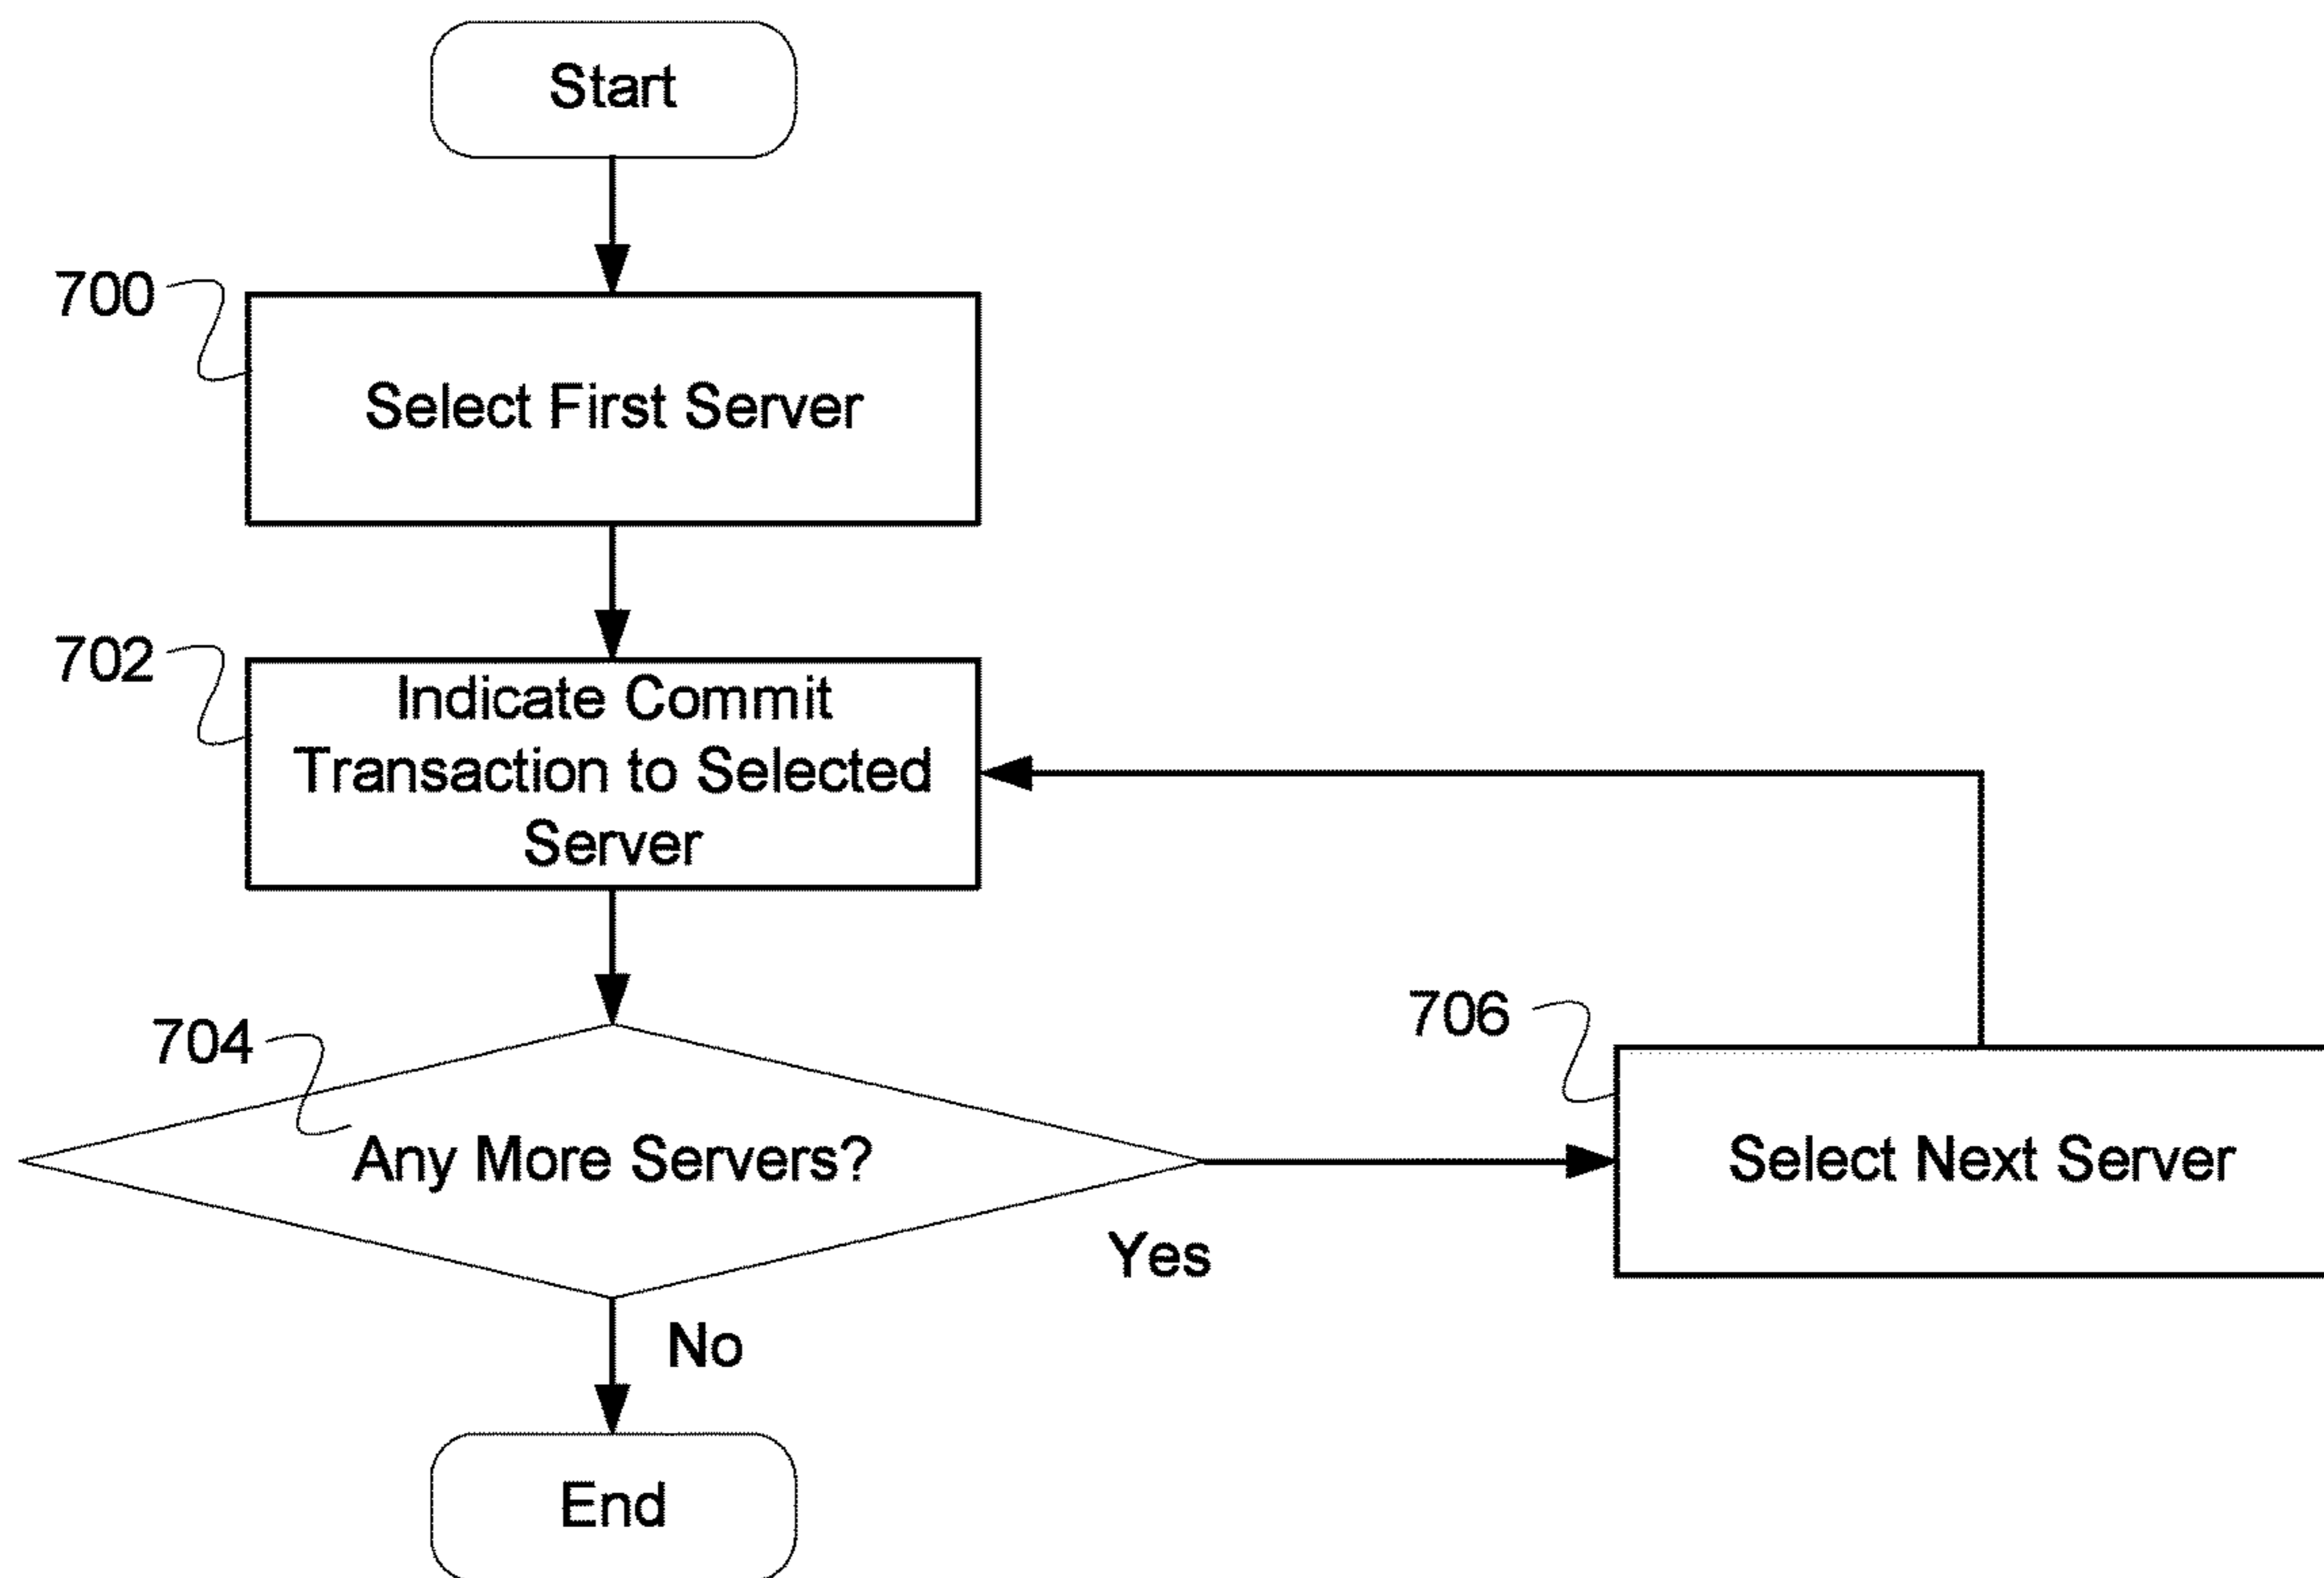 Start
700
Select First Server
702
Indicate Commit
Transaction to Selected
Server
704
Any More Servers?
Yes
706
Select Next Server
No
End